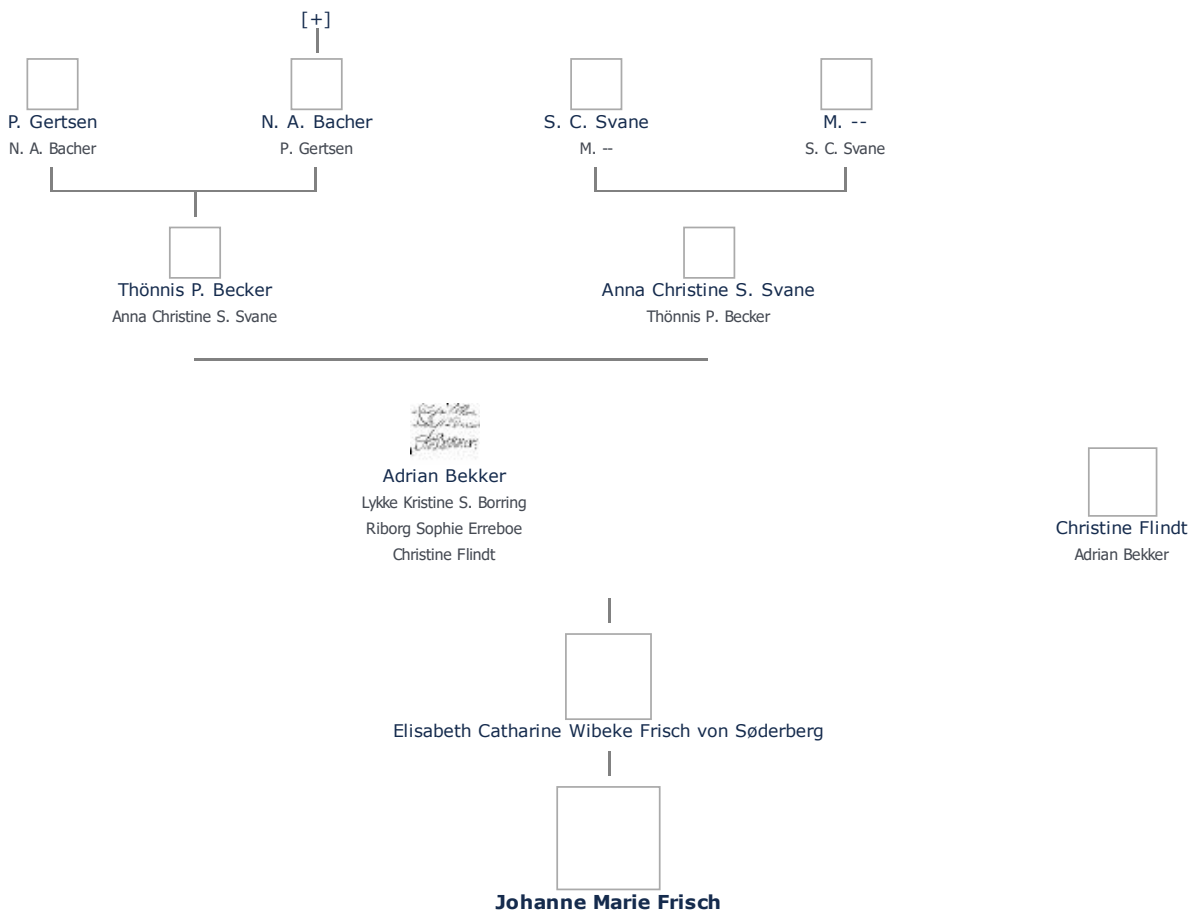 [+]
P. Gertsen
N. A. Bacher
N. A. Bacher
P. Gertsen
S. C. Svane
M. --
M. --
S. C. Svane
Thönnis P. Becker
Anna Christine S. Svane
Anna Christine S. Svane
Thönnis P. Becker
Adrian Bekker
Lykke Kristine S. Borring
Riborg Sophie Erreboe
Christine Flindt
Christine Flindt
Adrian Bekker
Elisabeth Catharine Wibeke Frisch von Søderberg
Johanne Marie Frisch